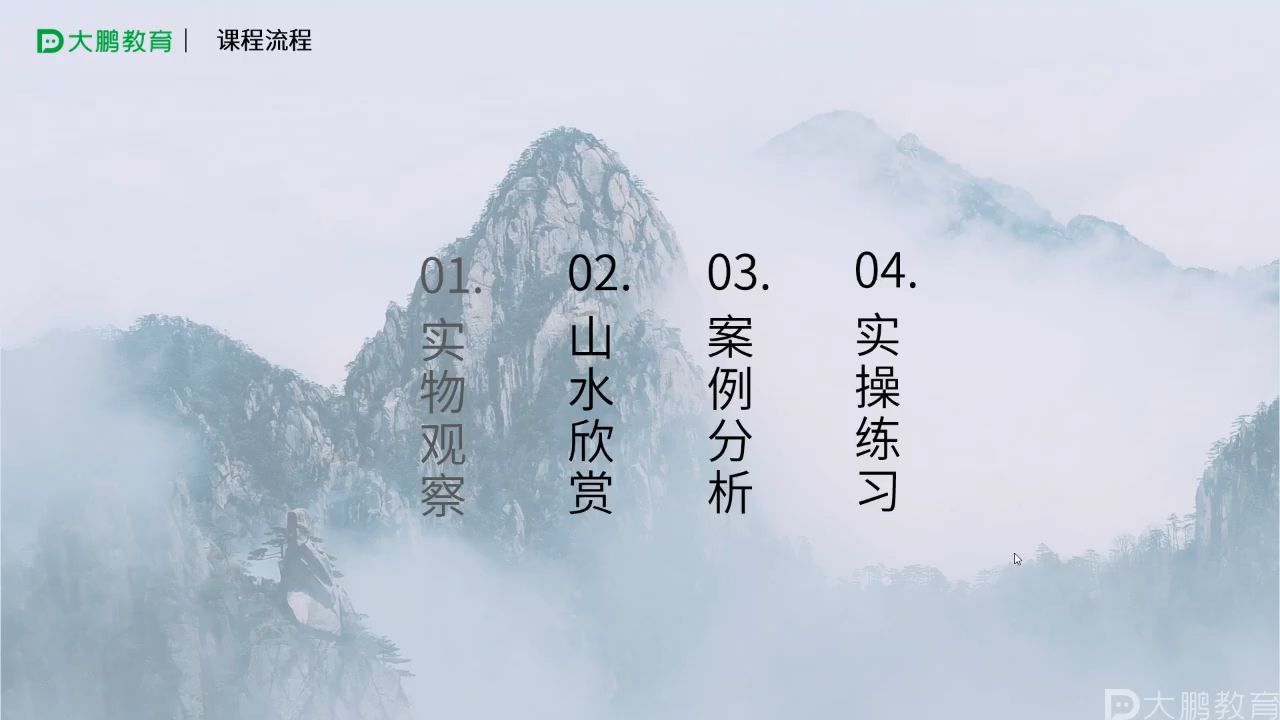 大鹏教育
课程流程
01.
实物观察
02.
山水欣赏
03.
案例分析
04.
实操练习
大鹏教育